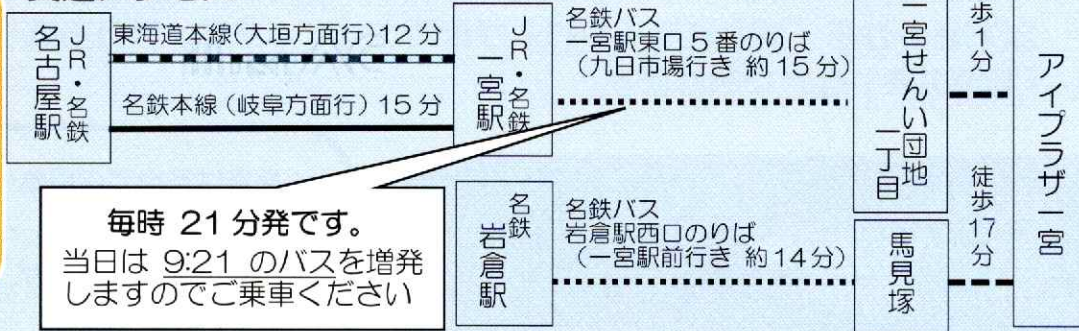 JR・名鉄
名古屋駅
東海道本線(大垣方面行)12分
名鉄本線(岐阜方面行)15分
JR・名鉄
一宮駅
名鉄バス
一宮駅東口5番のりば
(九日市場行き 約15分)
一宮せんい団地
一丁目
歩1分
アイプラザ一宮
毎時 21分発です。
当日は 9:21 のバスを増発
しますのでご乗車ください
名鉄
岩倉駅
名鉄バス
岩倉駅西口のりば
(一宮駅前行き 約14分)
馬見塚
徒歩17分